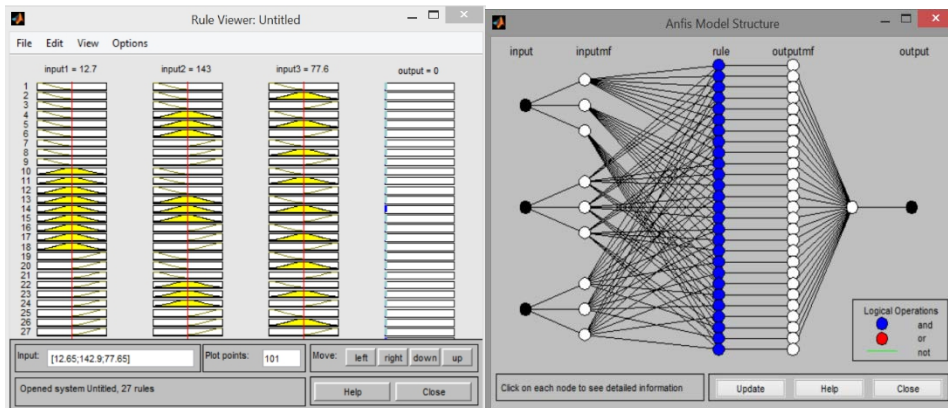 Rule Viewer: Untitled
File Edit View Options
input1 = 12.7 input2 = 143 input3 = 77.6 output = 0
1
2
3
4
5
6
7
8
9
10
11
12
13
14
15
16
17
18
19
20
21
22
23
24
25
26
27
Input: [12.65;142.9;77.65] Plot points: 101 Move: left right down up
Opened system Untitled, 27 rules Help Close
Anfis Model Structure
input inputmf rule outputmf output
Logical Operations
and
or
not
Click on each node to see detailed information Update Help Close